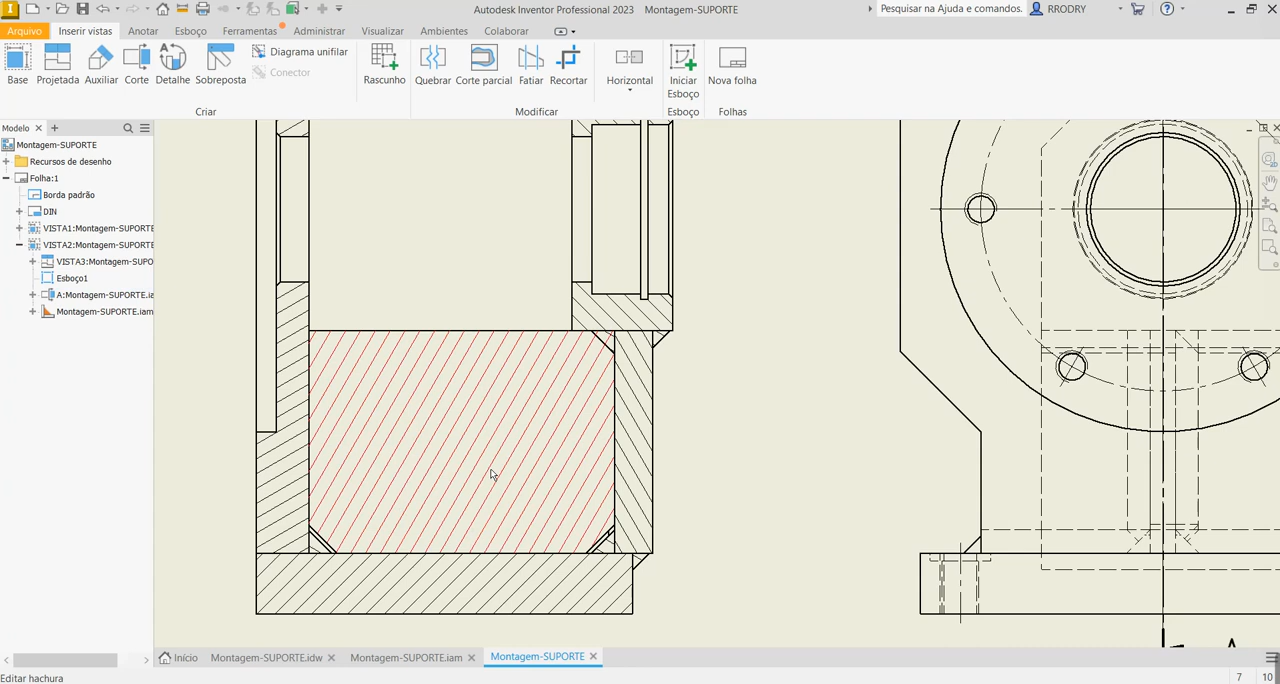 Autodesk Inventor Professional 2023 Montagem-SUPORTE
Pesquisar na Ajuda e comandos.
RRODRY
Arquivo Inserir vistas Anotar Esboço Ferramentas Administrar Visualizar Ambientes Colaborar
Base Projetada Auxiliar Corte Detalhe Sobreposta
Diagrama unifilar
Conector
Rascunho
Quebrar Corte parcial Fatiar Recortar
Horizontal
Iniciar
Esboço
Nova folha
Criar Modificar Esboço Folhas
Modelo
Montagem-SUPORTE
Recursos de desenho
Folha:1
Borda padrão
DIN
VISTA1:Montagem-SUPORTE
VISTA2:Montagem-SUPORTE
VISTA3:Montagem-SUPO
Esboço1
A:Montagem-SUPORTE.ia
Montagem-SUPORTE.iam
Início Montagem-SUPORTE.idw Montagem-SUPORTE.iam Montagem-SUPORTE
Editar hachura
7 10